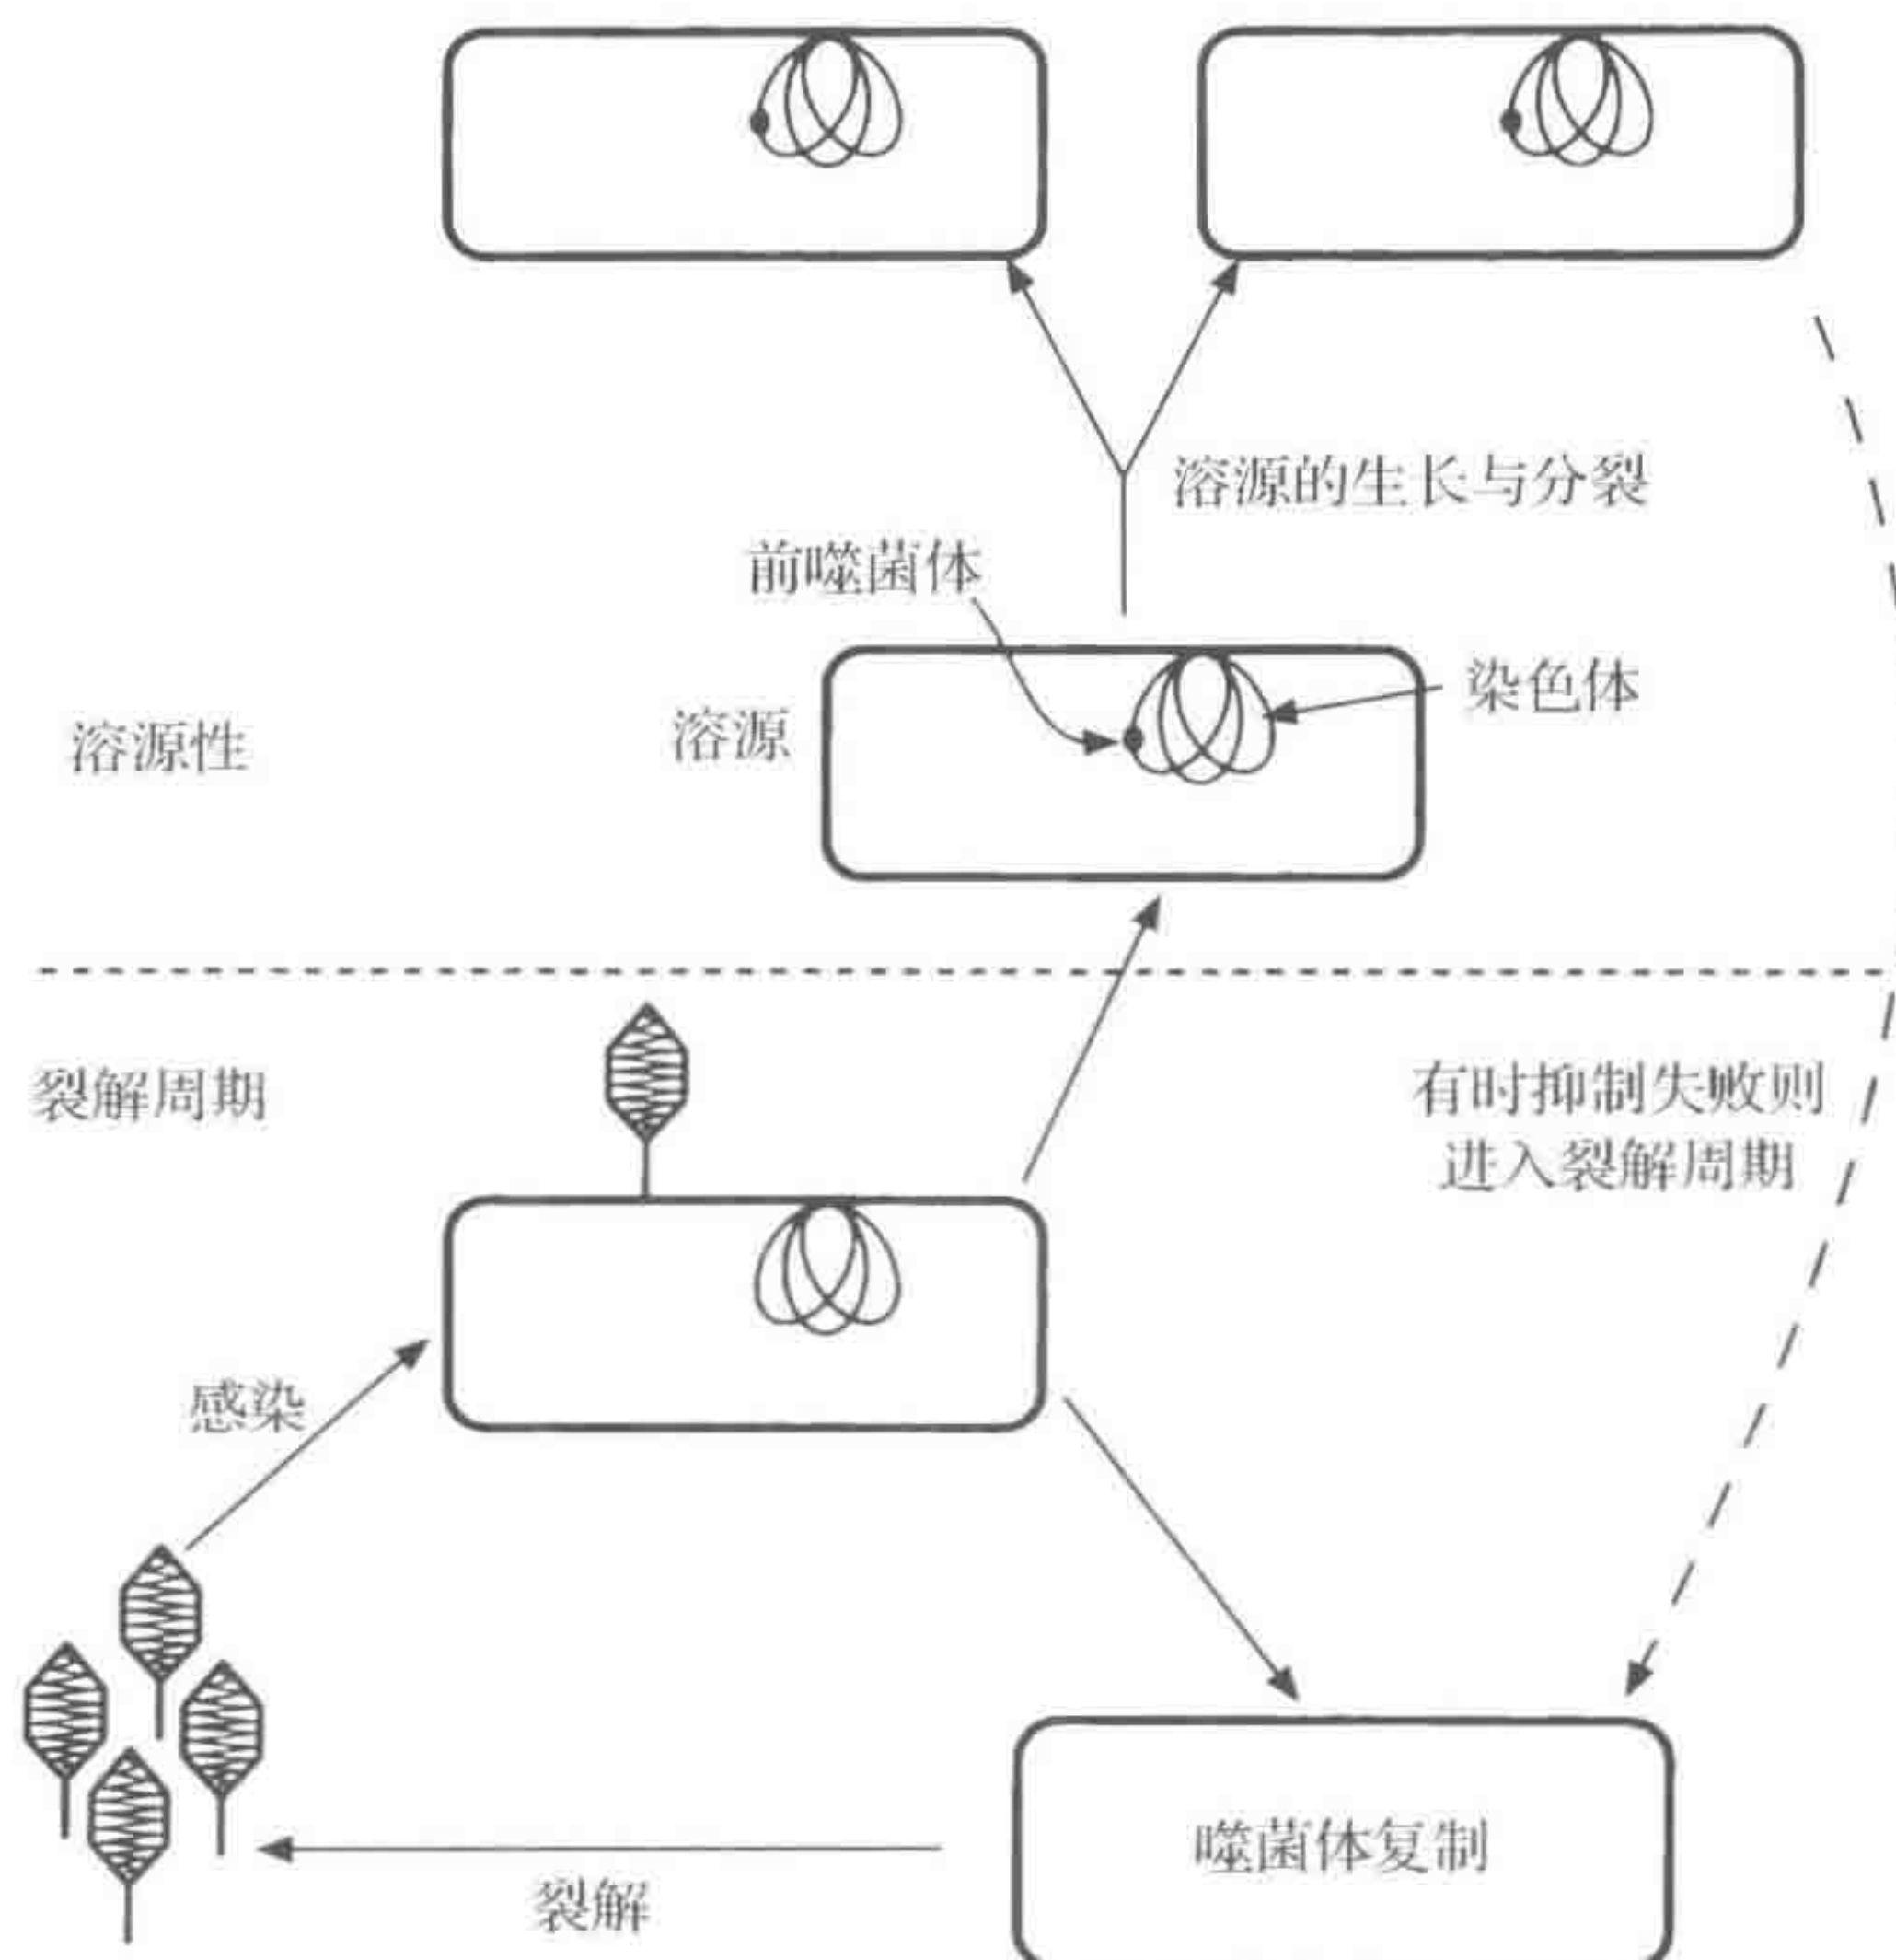 溶源的生长与分裂
前噬菌体
染色体
溶源性
溶源
裂解周期
有时抑制失败则
进入裂解周期
感染
噬菌体复制
裂解